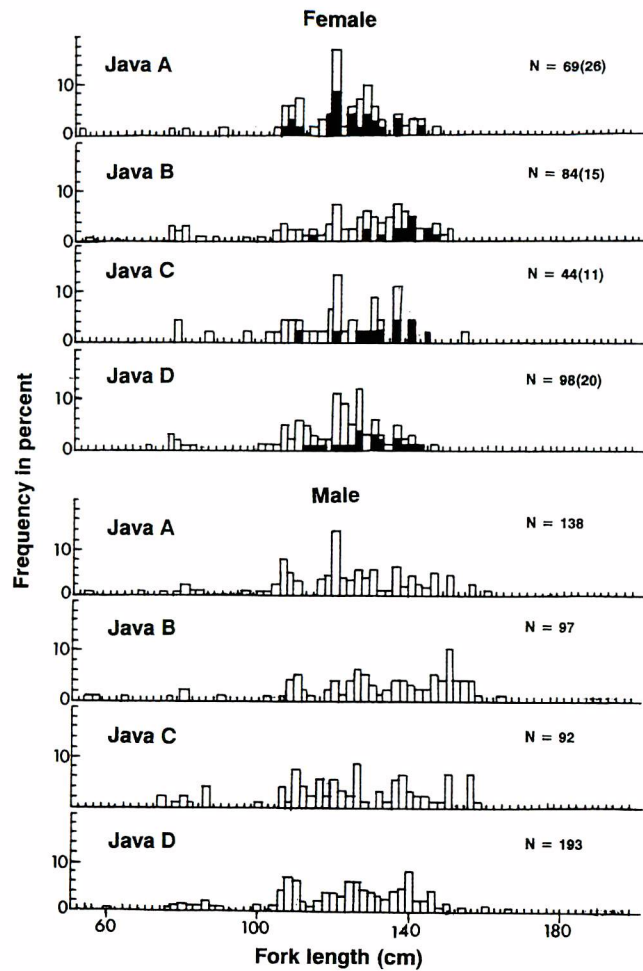 Female
Java A
N = 69(26)
10
0
Java B
N = 84(15)
10
0
Java C
N = 44(11)
10
0
Java D
N = 98(20)
10
0
Male
Java A
N = 138
10
0
Java B
N = 97
10
0
Java C
N = 92
10
Java D
N = 193
10
0
60
100
140
180
Fork length (cm)
Frequency in percent